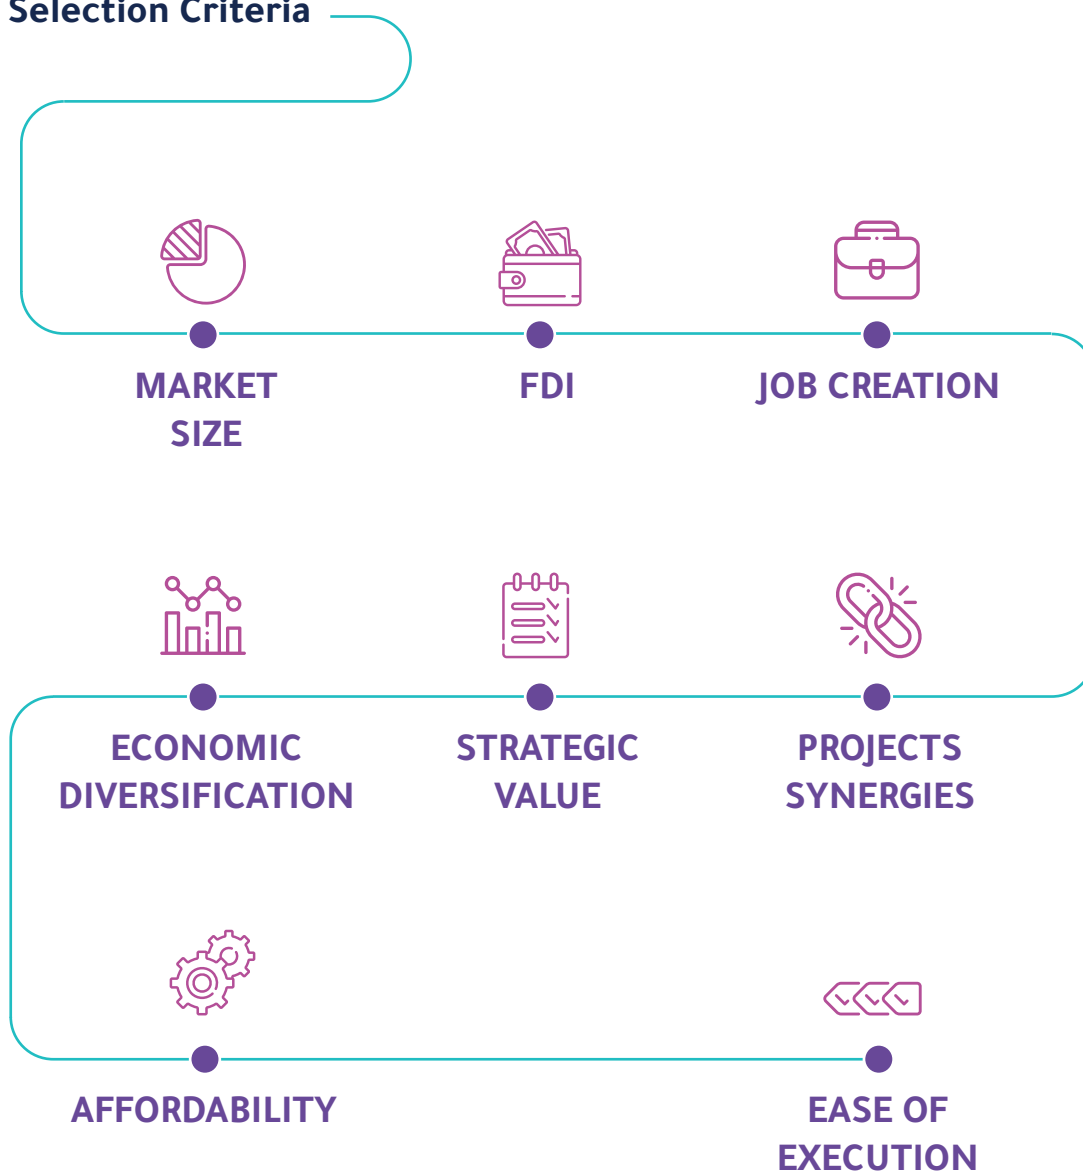 Selection Criteria
MARKET
SIZE
FDI
JOB CREATION
ECONOMIC
DIVERSIFICATION
STRATEGIC
VALUE
PROJECTS
SYNERGIES
AFFORDABILITY
EASE OF
EXECUTION